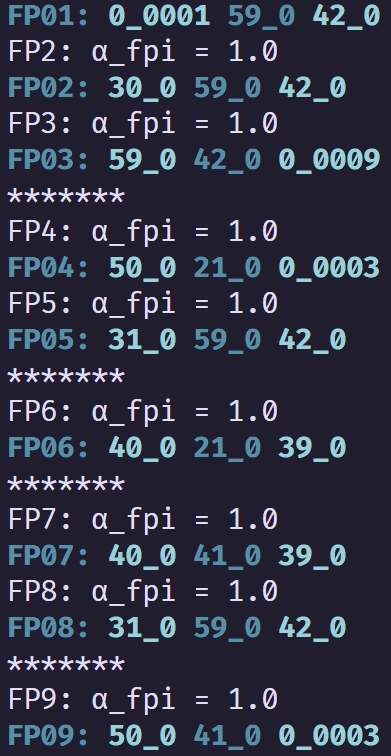 FP01: 0_0001 59_0 42_0
FP2: α_fpi = 1.0
FP02: 30_0 59_0 42_0
FP3: α_fpi = 1.0
FP03: 59_0 42_0 0_0009
*******
FP4: α_fpi = 1.0
FP04: 50_0 21_0 0_0003
FP5: α_fpi = 1.0
FP05: 31_0 59_0 42_0
*******
FP6: α_fpi = 1.0
FP06: 40_0 21_0 39_0
*******
FP7: α_fpi = 1.0
FP07: 40_0 41_0 39_0
FP8: α_fpi = 1.0
FP08: 31_0 59_0 42_0
*******
FP9: α_fpi = 1.0
FP09: 50_0 41_0 0_0003